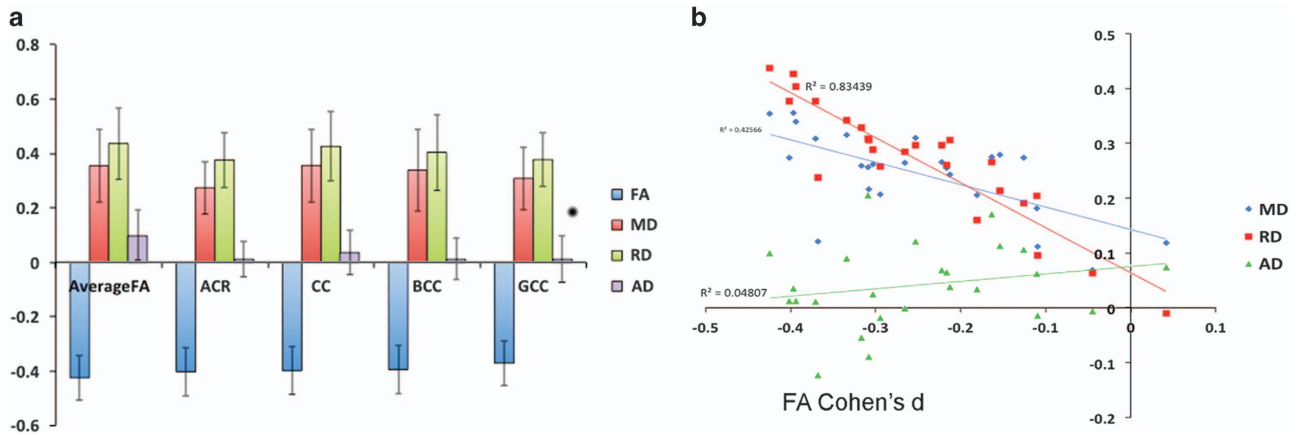 a
0.8
0.6
0.4
0.2
0
-0.2
-0.4
-0.6
AverageFA ACR CC BCC GCC
FA
MD
RD
AD
b
0.5
0.4
0.3
0.2
0.1
0
-0.1
-0.2
-0.5 -0.4 -0.3 -0.2 -0.1 0 0.1
R² = 0.83439
R² = 0.42566
R² = 0.04807
FA Cohen's d
MD
RD
AD